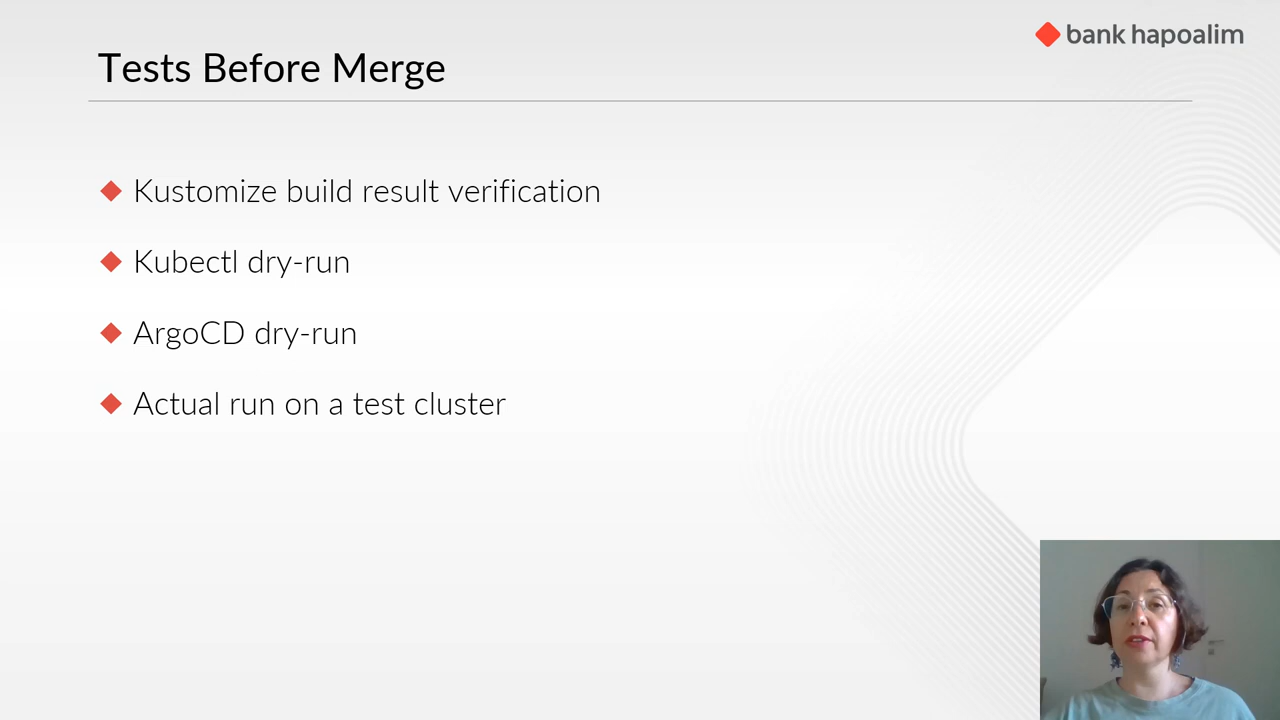 bank hapoalim
Tests Before Merge
Kustomize build result verification
Kubectl dry-run
ArgoCD dry-run
Actual run on a test cluster